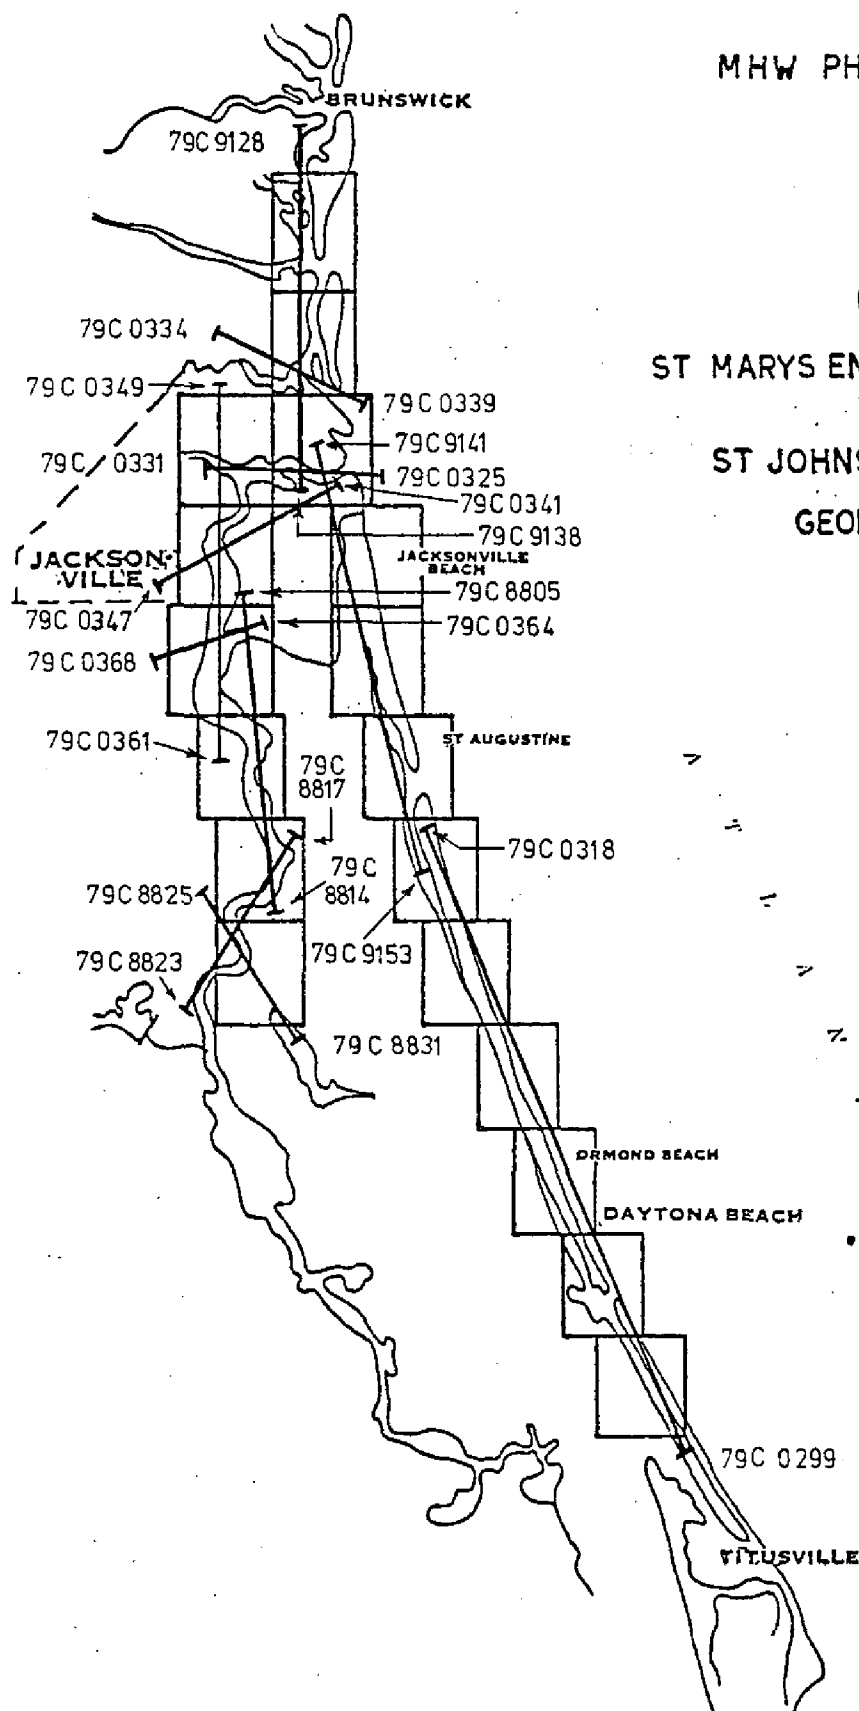 MHW PH
BRUNSWICK
79C 9128
79C 0334
ST MARYS EN
79C 0349
79C 0339
79C 9141
79C 0331
79C 0325
ST JOHNS
79C 0341
GEO
79C 9138
JACKSON-
VILLE
JACKSONVILLE
BEACH
79C 8805
79C 0347
79C 0364
79C 0368
79C 0361
ST AUGUSTINE
79C
8817
79C 0318
79C
8814
79C 8825
79C 9153
79C 8823
79C 8831
ORMOND BEACH
DAYTONA BEACH
79C 0299
TITUSVILLE